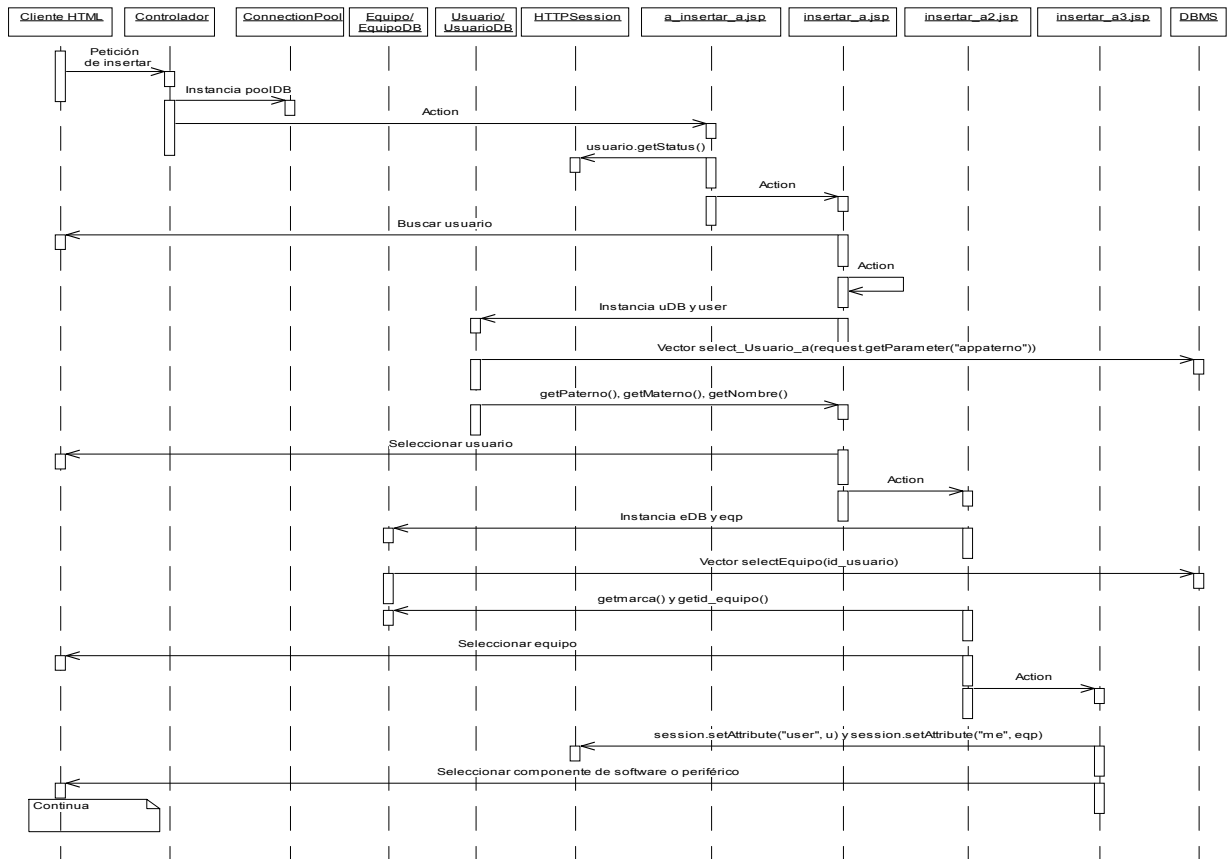 Cliente HTML
Controlador
ConnectionPool
Equipo/
EquipoDB
Usuario/
UsuarioDB
HTTPSession
a_insertar_a.jsp
insertar_a.jsp
insertar_a2.jsp
insertar_a3.jsp
DBMS
Petición
de insertar
Instancia poolDB
Action
usuario.getStatus()
Action
Buscar usuario
Action
Instancia uDB y user
Vector select_Usuario_a(request.getParameter("appaterno"))
getPaterno(), getMaterno(), getNombre()
Seleccionar usuario
Action
Instancia eDB y eqp
Vector selectEquipo(id_usuario)
getmarca() y getid_equipo()
Seleccionar equipo
Action
session.setAttribute("user", u) y session.setAttribute("me", eqp)
Seleccionar componente de software o periférico
Continua